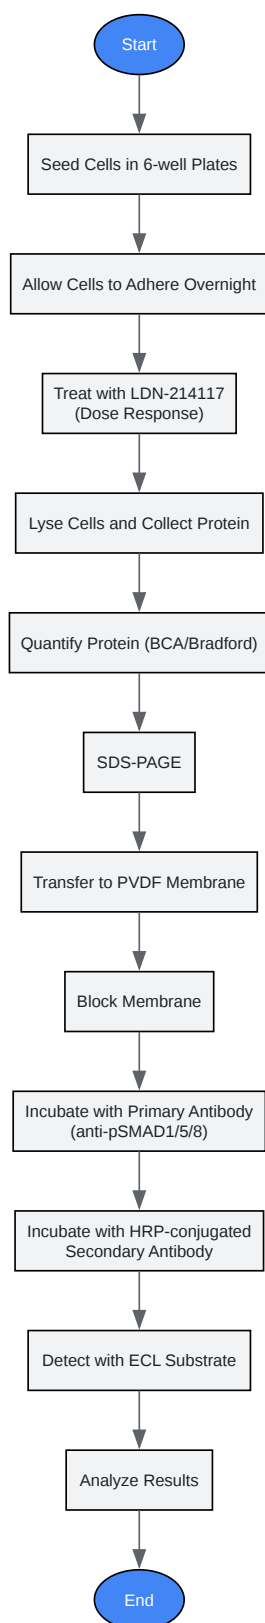 Start
Seed Cells in 6-well Plates
Allow Cells to Adhere Overnight
Treat with LDN-214117
(Dose Response)
Lyse Cells and Collect Protein
Quantify Protein (BCA/Bradford)
SDS-PAGE
Transfer to PVDF Membrane
Block Membrane
Incubate with Primary Antibody
(anti-pSMAD1/5/8)
Incubate with HRP-conjugated
Secondary Antibody
Detect with ECL Substrate
Analyze Results
End